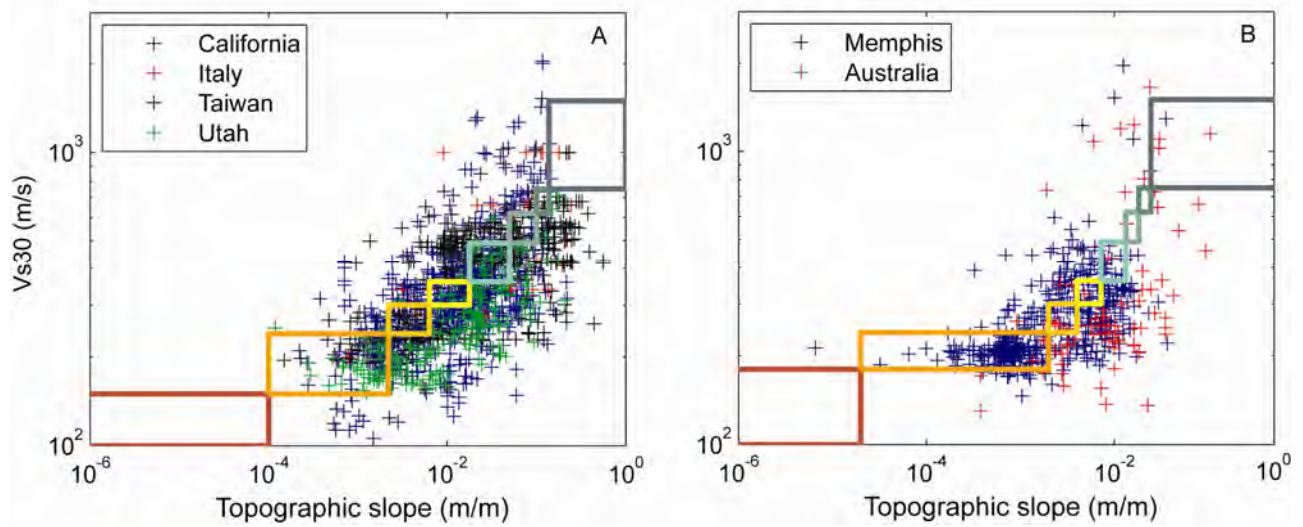 A
California
Italy
Taiwan
Utah
Vs30 (m/s)
10^3
10^2
10^-6
10^-4
10^-2
10^0
Topographic slope (m/m)
B
Memphis
Australia
10^3
10^2
10^-6
10^-4
10^-2
10^0
Topographic slope (m/m)